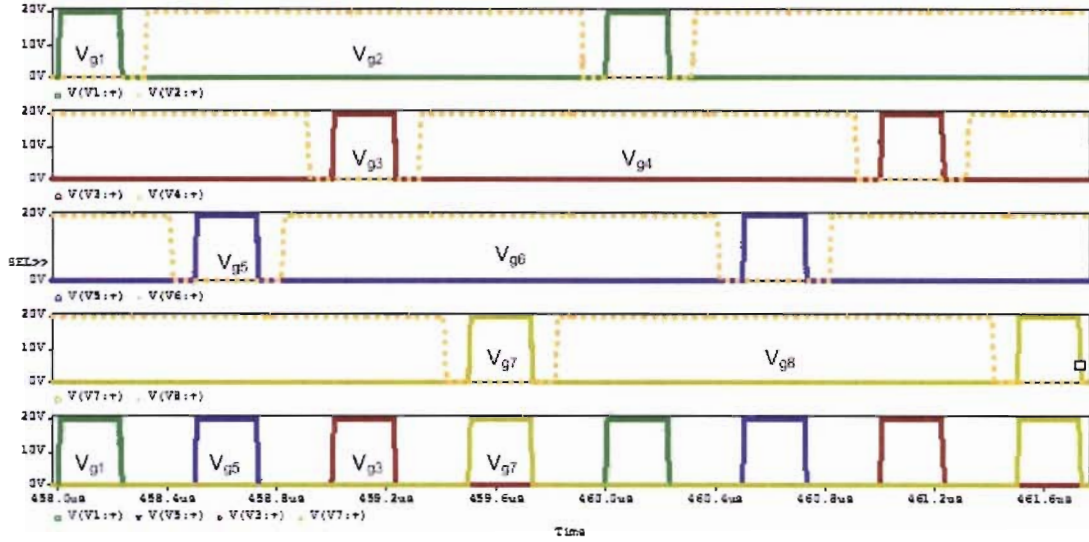 20V
10V
0V
Vg1
Vg2
V(V1:+) V(V2:+)
20V
10V
0V
Vg3
Vg4
V(V3:+) V(V4:+)
20V
10V
SEL>>
0V
Vg5
Vg6
V(V5:+) V(V6:+)
20V
10V
0V
Vg7
Vg8
V(V7:+) V(V8:+)
20V
10V
0V
Vg1 Vg5 Vg3 Vg7
458.0us 458.4us 458.8us 459.2us 459.6us 460.0us 460.4us 460.8us 461.2us 461.6us
V(V1:+) V(V5:+) V(V3:+) V(V7:+)
Time